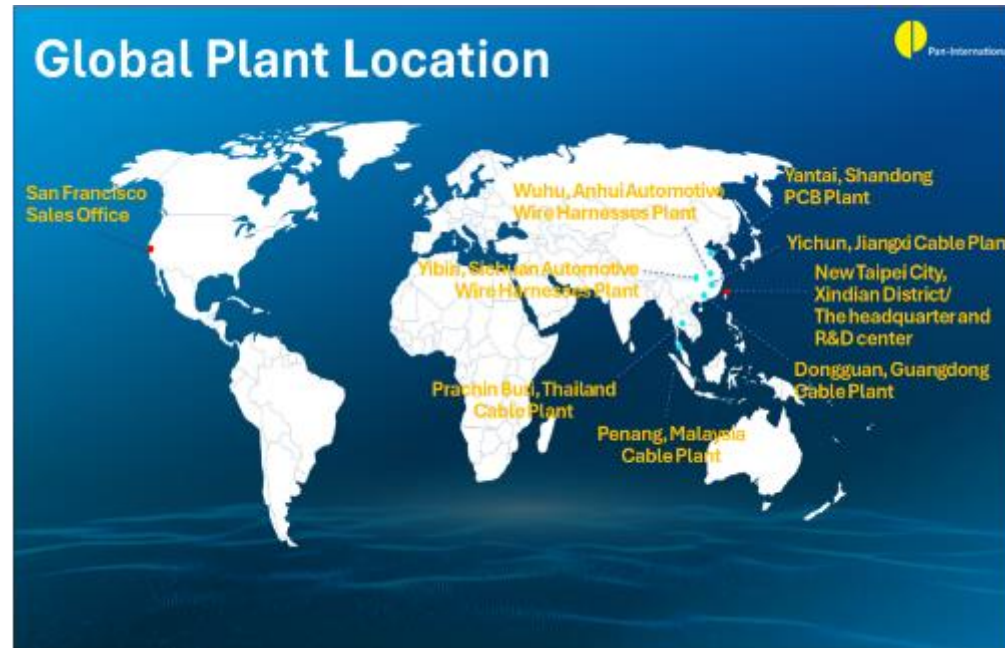 Global Plant Location
Pan-International
San Francisco
Sales Office
Wuhu, Anhui Automotive
Wire Harnesses Plant
Yantai, Shandong
PCB Plant
Yibin, Sichuan Automotive
Wire Harnesses Plant
Yichun, Jiangxi Cable Plant
New Taipei City,
Xindian District/
The headquarter and
R&D center
Prachin Buri, Thailand
Cable Plant
Dongguan, Guangdong
Cable Plant
Penang, Malaysia
Cable Plant